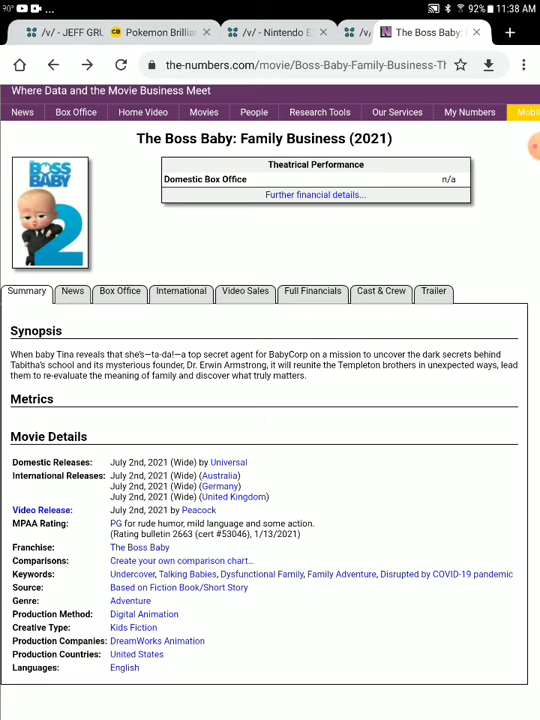 90° ...
92% 11:38 AM
/v/ - JEFF GRU
CB Pokemon Brillian
/v/ - Nintendo E
/v/
The Boss Baby:
the-numbers.com/movie/Boss-Baby-Family-Business-Th
Where Data and the Movie Business Meet
News Box Office Home Video Movies People Research Tools Our Services My Numbers Mobil
The Boss Baby: Family Business (2021)
BOSS BABY 2
Theatrical Performance
Domestic Box Office n/a
Further financial details...
Summary News Box Office International Video Sales Full Financials Cast & Crew Trailer
Synopsis
When baby Tina reveals that she's—ta-da!—a top secret agent for BabyCorp on a mission to uncover the dark secrets behind
Tabitha's school and its mysterious founder, Dr. Erwin Armstrong, it will reunite the Templeton brothers in unexpected ways, lead
them to re-evaluate the meaning of family and discover what truly matters.
Metrics
Movie Details
Domestic Releases: July 2nd, 2021 (Wide) by Universal
International Releases: July 2nd, 2021 (Wide) (Australia)
July 2nd, 2021 (Wide) (Germany)
July 2nd, 2021 (Wide) (United Kingdom)
Video Release: July 2nd, 2021 by Peacock
MPAA Rating: PG for rude humor, mild language and some action.
(Rating bulletin 2663 (cert #53046), 1/13/2021)
Franchise: The Boss Baby
Comparisons: Create your own comparison chart…
Keywords: Undercover, Talking Babies, Dysfunctional Family, Family Adventure, Disrupted by COVID-19 pandemic
Source: Based on Fiction Book/Short Story
Genre: Adventure
Production Method: Digital Animation
Creative Type: Kids Fiction
Production Companies: DreamWorks Animation
Production Countries: United States
Languages: English